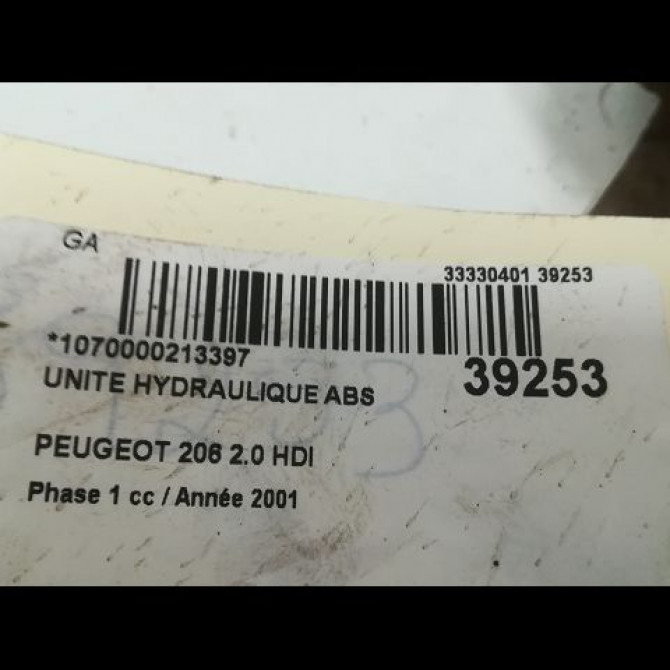 GA
33330401 39253
*1070000213397
39253
UNITE HYDRAULIQUE ABS
PEUGEOT 206 2.0 HDI
Phase 1 cc / Année 2001